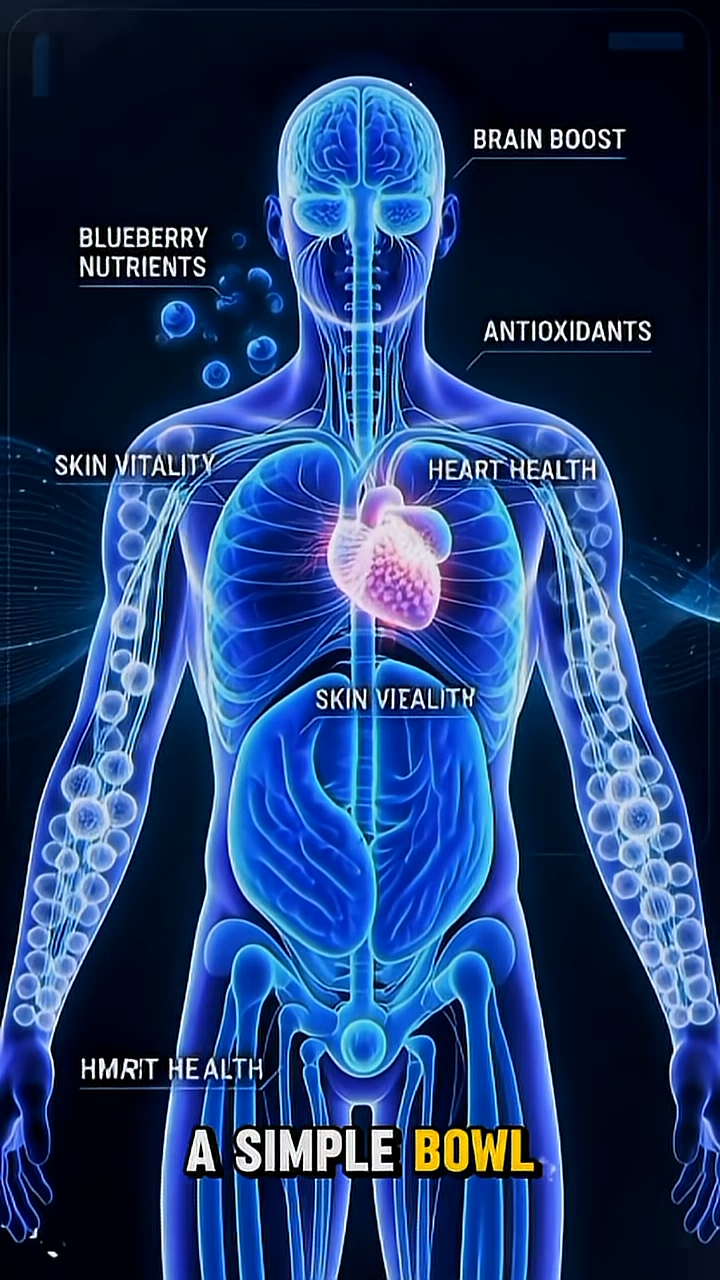 BRAIN BOOST
BLUEBERRY
NUTRIENTS
ANTIOXIDANTS
SKIN VITALITY
HEART HEALTH
SKIN VIEALITH
HMRIT HEALTH
A SIMPLE BOWL